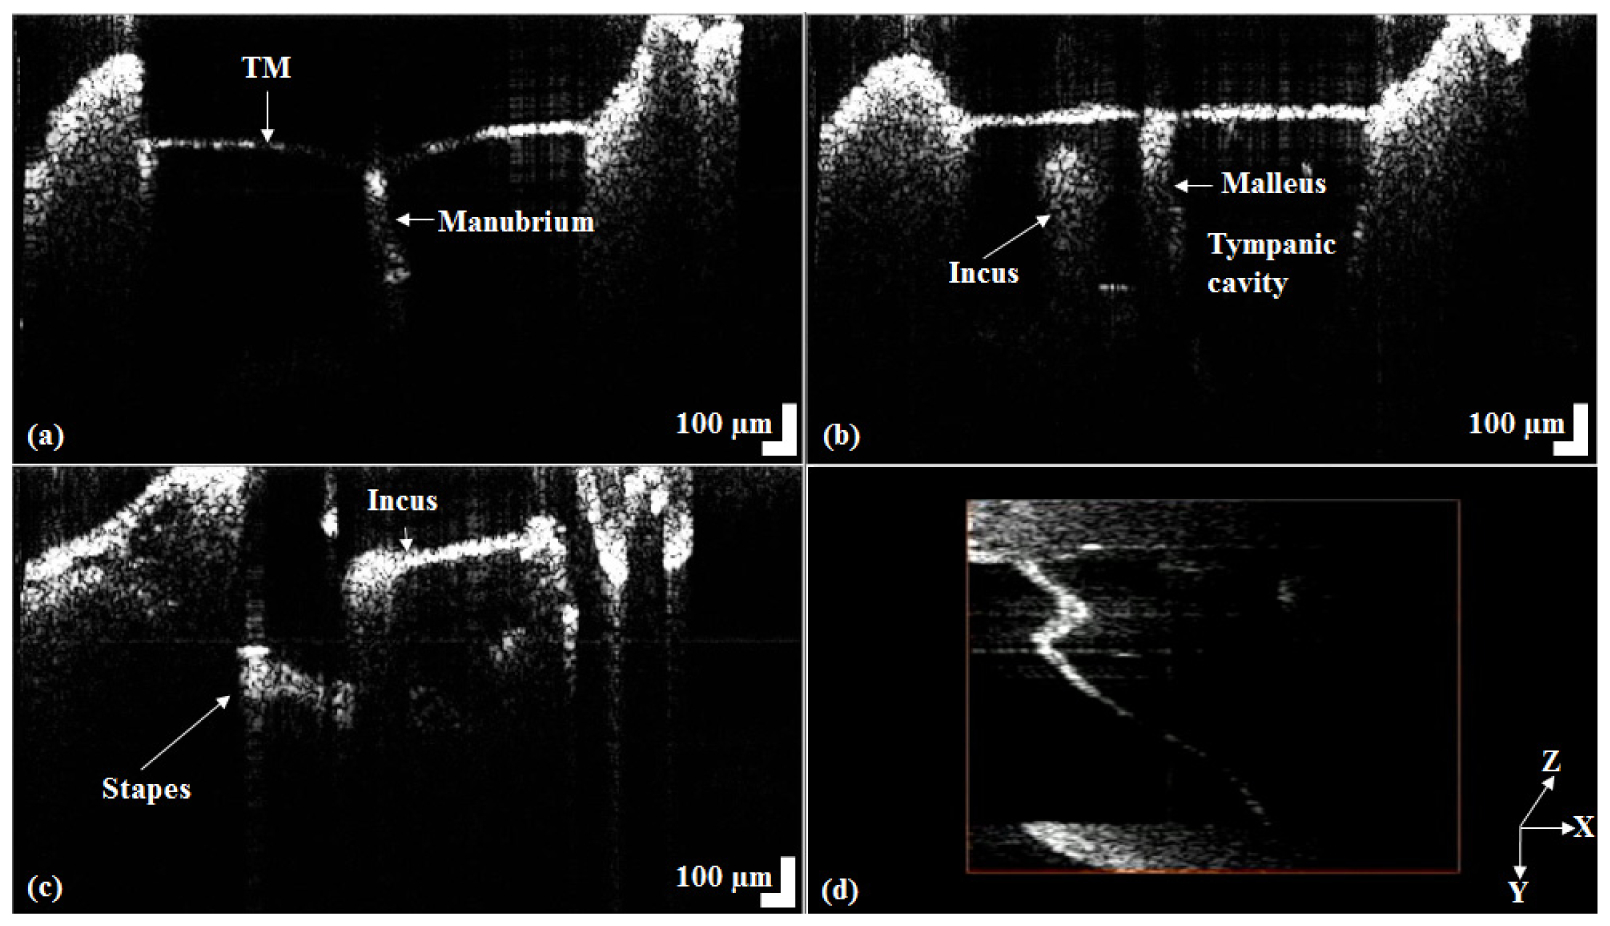 TM
Manubrium
100 μm
(a)
Malleus
Incus
Tympanic
cavity
100 μm
(b)
Incus
Stapes
100 μm
(c)
Z
X
Y
(d)